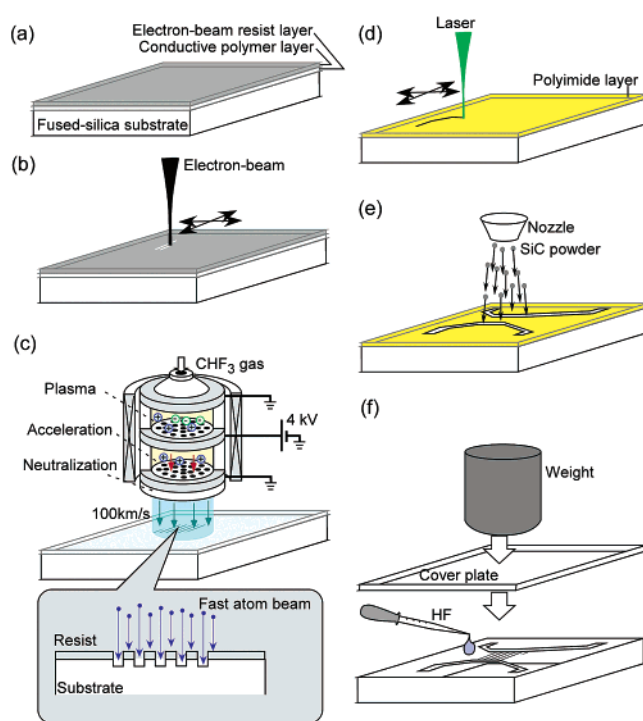 (a)
Electron-beam resist layer
Conductive polymer layer
Fused-silica substrate
(b)
Electron-beam
(c)
CHF₃ gas
Plasma
4 kV
Acceleration
Neutralization
100km/s
Fast atom beam
Resist
Substrate
(d)
Laser
Polyimide layer
(e)
Nozzle
SiC powder
(f)
Weight
Cover plate
HF